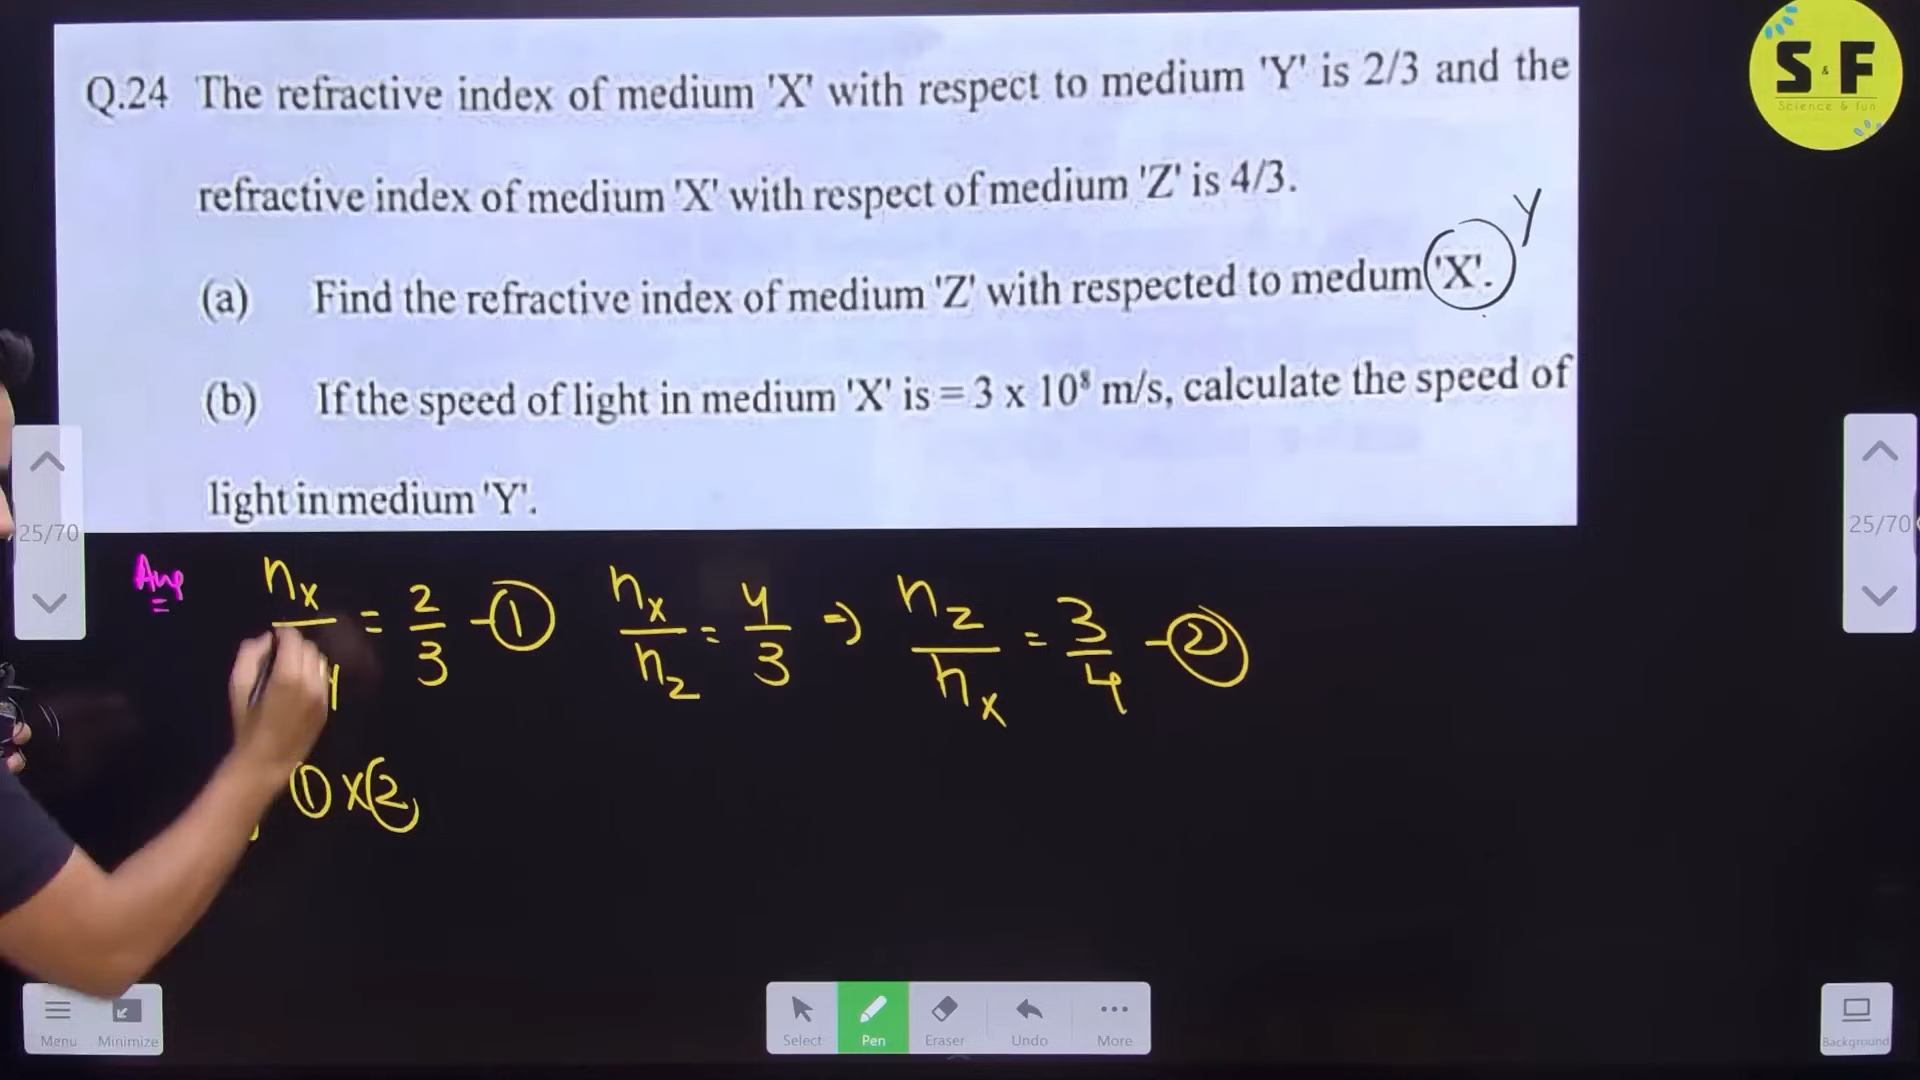 S & F
Science & fun
Q.24 The refractive index of medium 'X' with respect to medium 'Y' is 2/3 and the
refractive index of medium 'X' with respect of medium 'Z' is 4/3.
Y
(a) Find the refractive index of medium 'Z' with respected to medum 'X'.
(b) If the speed of light in medium 'X' is = 3 x 10⁸ m/s, calculate the speed of
light in medium 'Y'.
25/70
25/70
Ans
nx = 2/3 - ① nx/nz = 4/3 => nz/nx = 3/4 - ②
① x ②
Menu Minimize
Select Pen Eraser Undo More
Background